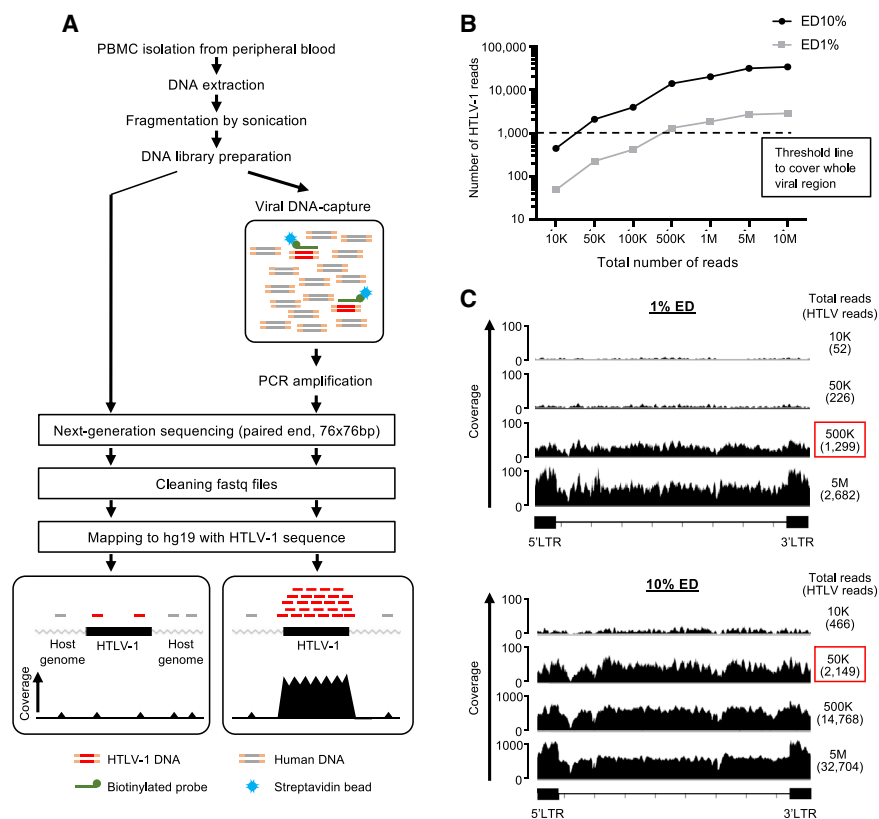 A
PBMC isolation from peripheral blood
DNA extraction
Fragmentation by sonication
DNA library preparation
Viral DNA-capture
PCR amplification
Next-generation sequencing (paired end, 76x76bp)
Cleaning fastq files
Mapping to hg19 with HTLV-1 sequence
Host
genome
HTLV-1
Host
genome
Coverage
HTLV-1
HTLV-1 DNA
Human DNA
Biotinylated probe
Streptavidin bead
B
ED10%
ED1%
Number of HTLV-1 reads
100,000
10,000
1,000
100
10
Threshold line
to cover whole
viral region
10K
50K
100K
500K
1M
5M
10M
Total number of reads
C
1% ED
Total reads
(HTLV reads)
Coverage
100
0
10K
(52)
100
0
50K
(226)
100
0
500K
(1,299)
100
0
5M
(2,682)
5'LTR
3'LTR
10% ED
Total reads
(HTLV reads)
Coverage
100
0
10K
(466)
100
0
50K
(2,149)
1000
0
500K
(14,768)
1000
0
5M
(32,704)
5'LTR
3'LTR